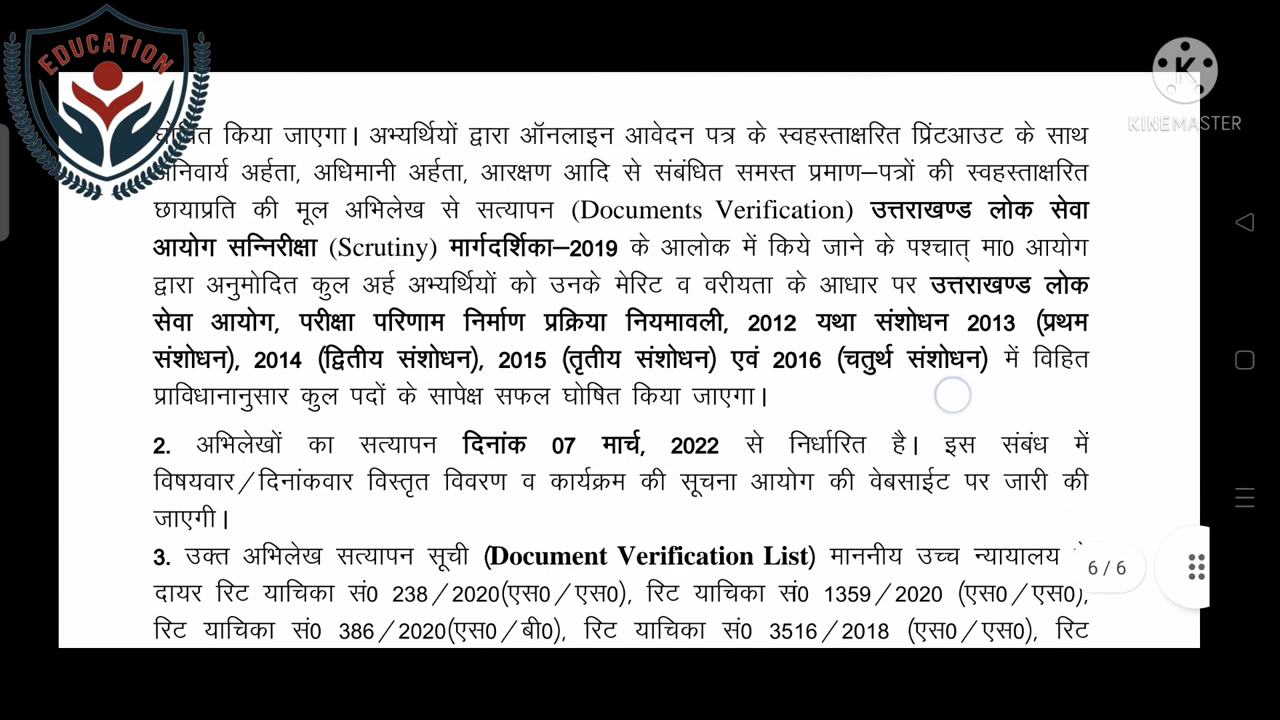 EDUCATION
KINEMASTER
घोषित किया जाएगा। अभ्यर्थियों द्वारा ऑनलाइन आवेदन पत्र के स्वहस्ताक्षरित प्रिंटआउट के साथ
अनिवार्य अर्हता, अधिमानी अर्हता, आरक्षण आदि से संबंधित समस्त प्रमाण–पत्रों की स्वहस्ताक्षरित
छायाप्रति की मूल अभिलेख से सत्यापन (Documents Verification) उत्तराखण्ड लोक सेवा
आयोग सन्निरीक्षा (Scrutiny) मार्गदर्शिका–2019 के आलोक में किये जाने के पश्चात् मा0 आयोग
द्वारा अनुमोदित कुल अर्ह अभ्यर्थियों को उनके मेरिट व वरीयता के आधार पर उत्तराखण्ड लोक
सेवा आयोग, परीक्षा परिणाम निर्माण प्रक्रिया नियमावली, 2012 यथा संशोधन 2013 (प्रथम
संशोधन), 2014 (द्वितीय संशोधन), 2015 (तृतीय संशोधन) एवं 2016 (चतुर्थ संशोधन) में विहित
प्राविधानानुसार कुल पदों के सापेक्ष सफल घोषित किया जाएगा।
2. अभिलेखों का सत्यापन दिनांक 07 मार्च, 2022 से निर्धारित है। इस संबंध में
विषयवार/दिनांकवार विस्तृत विवरण व कार्यक्रम की सूचना आयोग की वेबसाईट पर जारी की
जाएगी।
3. उक्त अभिलेख सत्यापन सूची (Document Verification List) माननीय उच्च न्यायालय
6/6
दायर रिट याचिका सं0 238/2020(एस0/एस0), रिट याचिका सं0 1359/2020 (एस0/एस0),
रिट याचिका सं0 386/2020(एस0/बी0), रिट याचिका सं0 3516/2018 (एस0/एस0), रिट